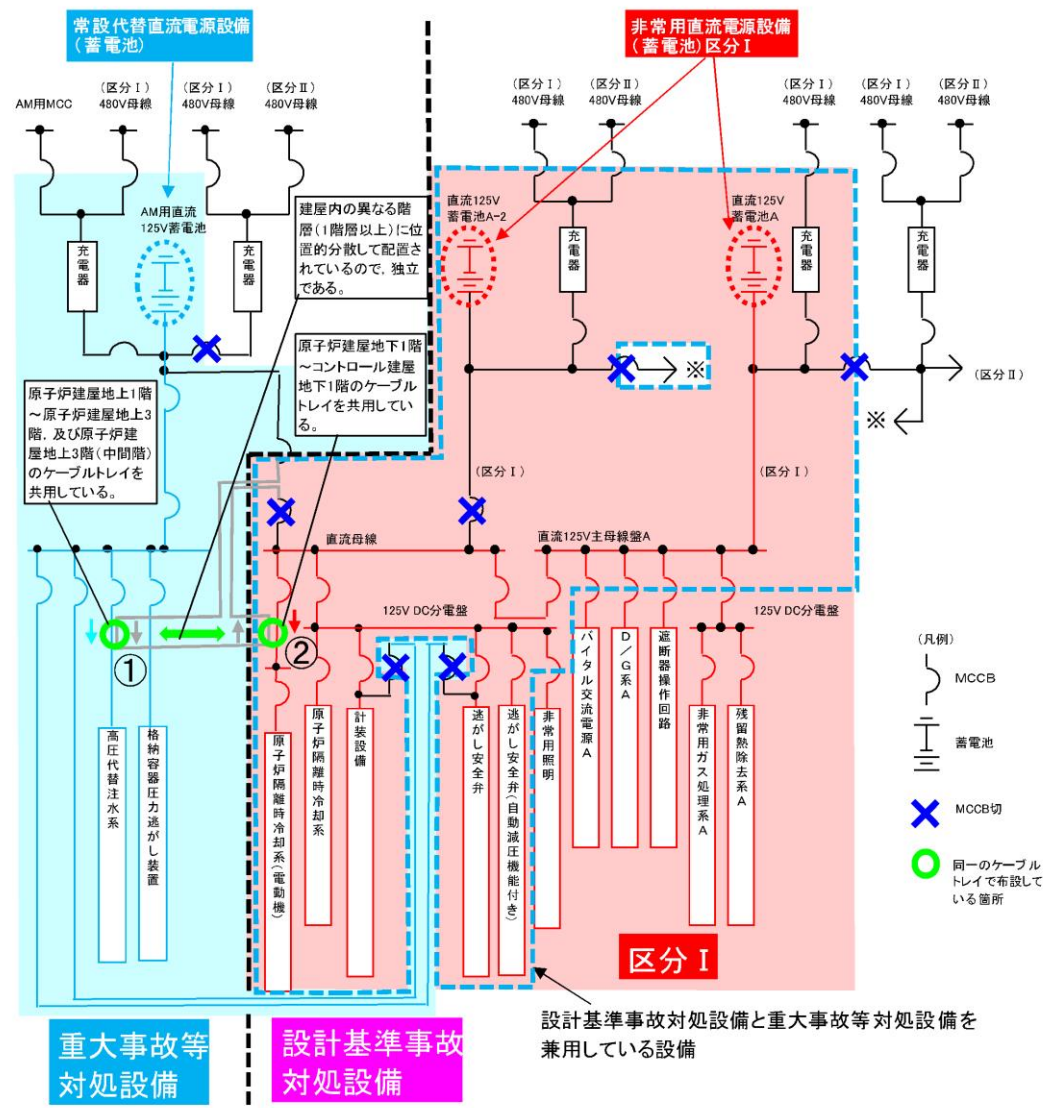 常設代替直流電源設備
（蓄電池）
非常用直流電源設備
（蓄電池）区分Ⅰ
AM用MCC
（区分Ⅰ）
480V母線
（区分Ⅰ）
480V母線
（区分Ⅱ）
480V母線
（区分Ⅰ）
480V母線
（区分Ⅱ）
480V母線
（区分Ⅰ）
480V母線
（区分Ⅰ）
480V母線
（区分Ⅱ）
480V母線
AM用直流
125V蓄電池
充電器
充電器
建屋内の異なる階
層（1階層以上）に位
置的分散して配置さ
れているので，独立
である。
直流125V
蓄電池A-2
充電器
直流125V
蓄電池A
充電器
充電器
原子炉建屋地下1階
～コントロール建屋
地下1階のケーブル
トレイを共用してい
る。
※
（区分Ⅱ）
※
原子炉建屋地上1階
～原子炉建屋地上3
階，及び原子炉建
屋地上3階（中間階）
のケーブルトレイを
共用している。
（区分Ⅰ）
（区分Ⅰ）
直流母線
直流125V主母線盤A
125V DC分電盤
125V DC分電盤
①
②
高圧代替注水系
格納容器圧力逃がし装置
原子炉隔離時冷却系（電動機）
原子炉隔離時冷却系
計装設備
逃がし安全弁
逃がし安全弁（自動減圧機能付き）
非常用照明
バイタル交流電源A
D／G系A
遮断器操作回路
非常用ガス処理系A
残留熱除去系A
（凡例）
MCCB
蓄電池
MCCB切
同一のケーブル
トレイで布設して
いる箇所
区分Ⅰ
設計基準事故対処設備と重大事故等対処設備を
兼用している設備
重大事故等
対処設備
設計基準事故
対処設備